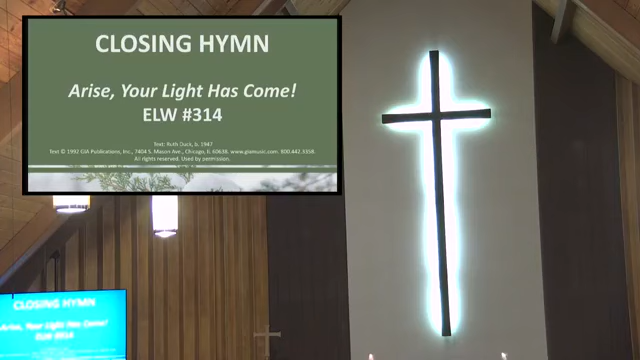 CLOSING HYMN
Arise, Your Light Has Come!
ELW #314
Text: Ruth Duck, b. 1947
Text © 1992 GIA Publications, Inc., 7404 S. Mason Ave., Chicago, IL 60638. www.giamusic.com. 800.442.3358.
All rights reserved. Used by permission.
CLOSING HYMN
Arise, Your Light Has Come!
ELW #314